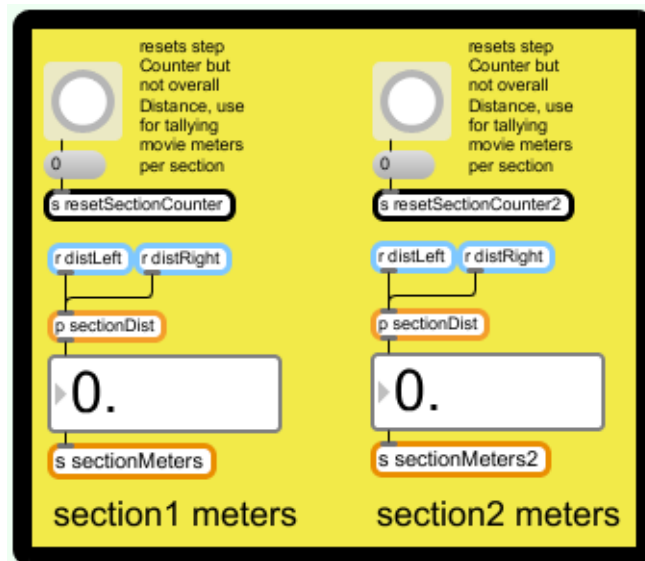 resets step
Counter but
not overall
Distance, use
for tallying
movie meters
per section
0
s resetSectionCounter
r distLeft
r distRight
p sectionDist
0.
s sectionMeters
section1 meters
resets step
Counter but
not overall
Distance, use
for tallying
movie meters
per section
0
s resetSectionCounter2
r distLeft
r distRight
p sectionDist
0.
s sectionMeters2
section2 meters